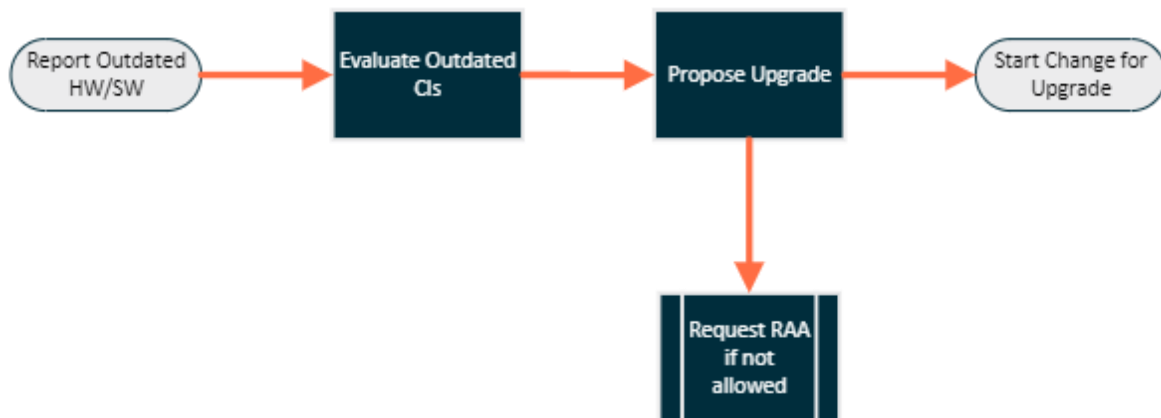 Report Outdated
HW/SW
Evaluate Outdated
CIs
Propose Upgrade
Start Change for
Upgrade
Request RAA
if not
allowed